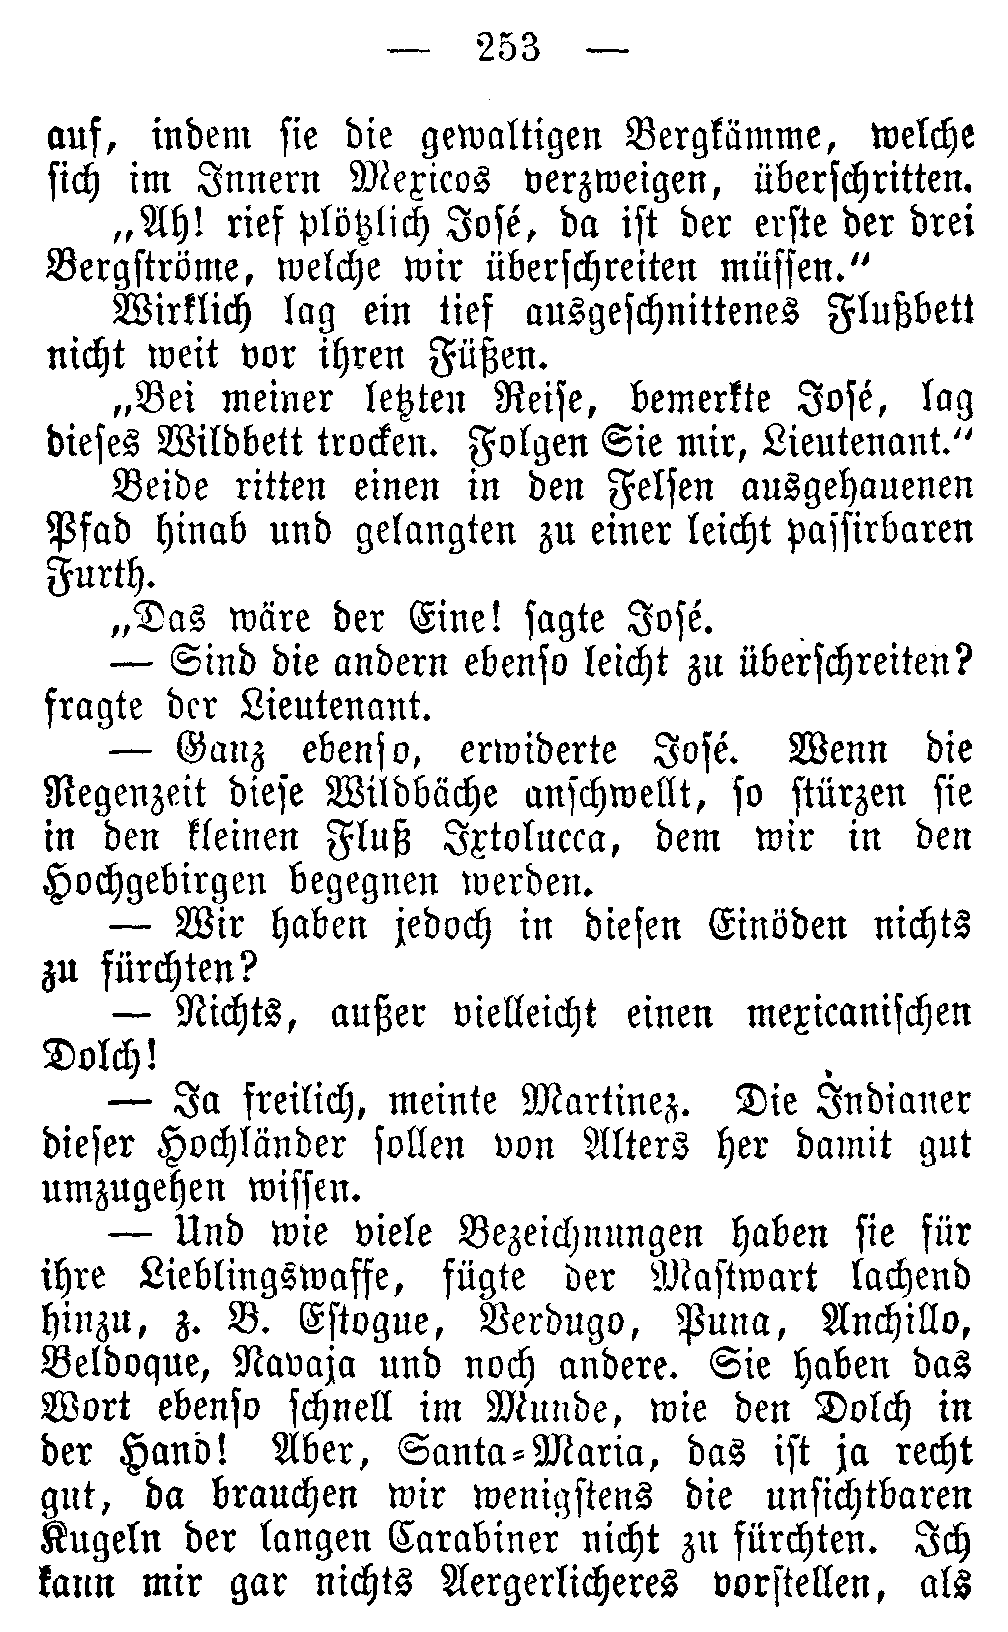 — 253 —
auf, indem sie die gewaltigen Bergkämme, welche
sich im Innern Mexicos verzweigen, überschritten.
„Ah! rief plötzlich José, da ist der erste der drei
Bergströme, welche wir überschreiten müssen.“
Wirklich lag ein tief ausgeschnittenes Flußbett
nicht weit vor ihren Füßen.
„Bei meiner letzten Reise, bemerkte José, lag
dieses Wildbett trocken. Folgen Sie mir, Lieutenant.“
Beide ritten einen in den Felsen ausgehauenen
Pfad hinab und gelangten zu einer leicht passirbaren
Furth.
„Das wäre der Eine! sagte José.
— Sind die andern ebenso leicht zu überschreiten?
fragte der Lieutenant.
— Ganz ebenso, erwiderte José. Wenn die
Regenzeit diese Wildbäche anschwellt, so stürzen sie
in den kleinen Fluß Ixtolucca, dem wir in den
Hochgebirgen begegnen werden.
— Wir haben jedoch in diesen Einöden nichts
zu fürchten?
— Nichts, außer vielleicht einen mexicanischen
Dolch!
— Ja freilich, meinte Martinez. Die Indianer
dieser Hochländer sollen von Alters her damit gut
umzugehen wissen.
— Und wie viele Bezeichnungen haben sie für
ihre Lieblingswaffe, fügte der Mastwart lachend
hinzu, z. B. Estogue, Verdugo, Puna, Anchillo,
Beldoque, Navaja und noch andere. Sie haben das
Wort ebenso schnell im Munde, wie den Dolch in
der Hand! Aber, Santa-Maria, das ist ja recht
gut, da brauchen wir wenigstens die unsichtbaren
Kugeln der langen Carabiner nicht zu fürchten. Ich
kann mir gar nichts Aergerlicheres vorstellen, als